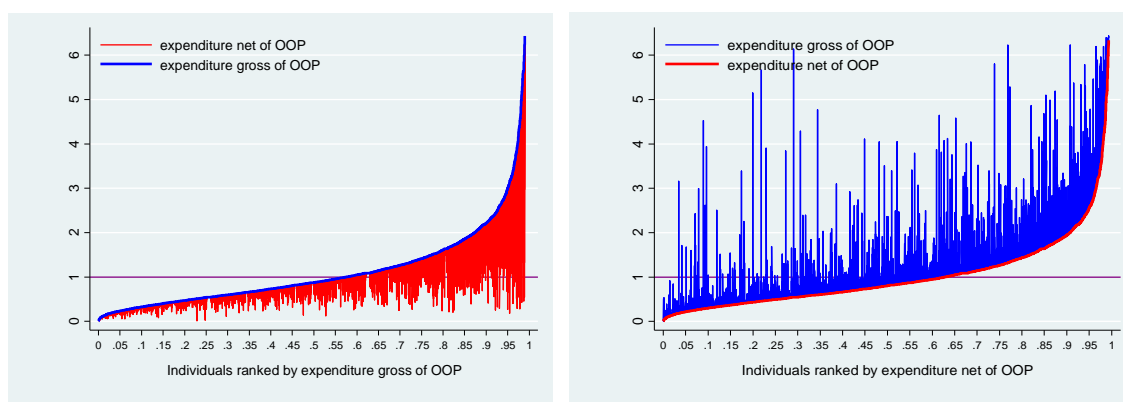 expenditure net of OOP
expenditure gross of OOP
6
5
4
3
2
1
0
0 .05 .1 .15 .2 .25 .3 .35 .4 .45 .5 .55 .6 .65 .7 .75 .8 .85 .9 .95 1
Individuals ranked by expenditure gross of OOP
expenditure gross of OOP
expenditure net of OOP
6
5
4
3
2
1
0
0 .05 .1 .15 .2 .25 .3 .35 .4 .45 .5 .55 .6 .65 .7 .75 .8 .85 .9 .95 1
Individuals ranked by expenditure net of OOP